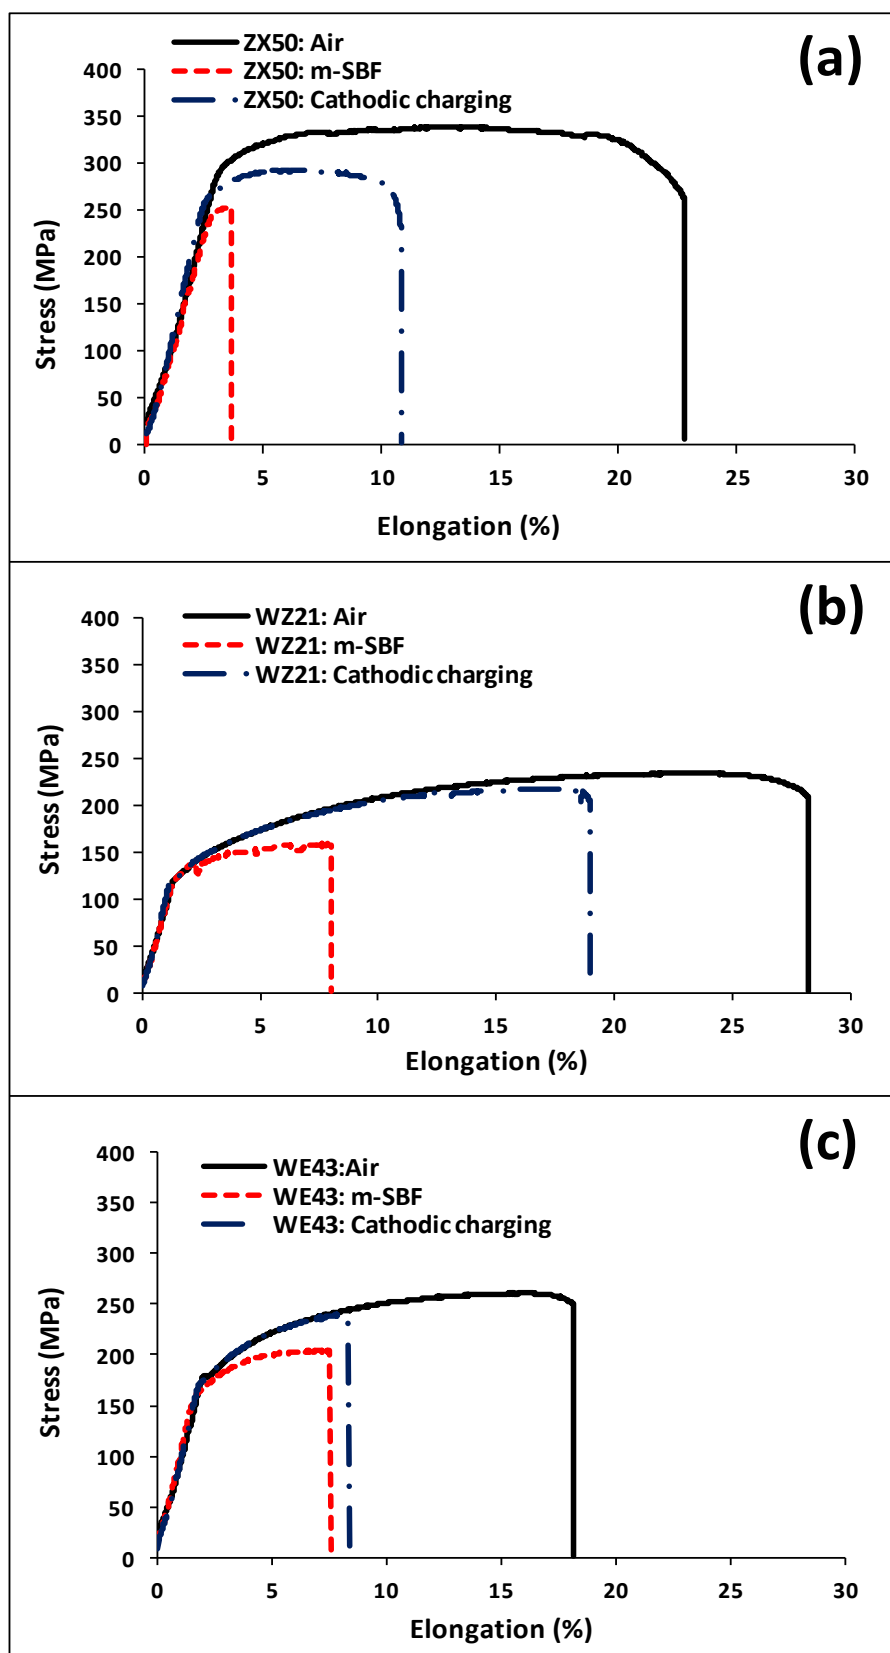 (a)
ZX50: Air
ZX50: m-SBF
ZX50: Cathodic charging
400
350
300
250
200
150
100
50
0
Stress (MPa)
0 5 10 15 20 25 30
Elongation (%)
(b)
WZ21: Air
WZ21: m-SBF
WZ21: Cathodic charging
400
350
300
250
200
150
100
50
0
Stress (MPa)
0 5 10 15 20 25 30
Elongation (%)
(c)
WE43:Air
WE43: m-SBF
WE43: Cathodic charging
400
350
300
250
200
150
100
50
0
Stress (MPa)
0 5 10 15 20 25 30
Elongation (%)